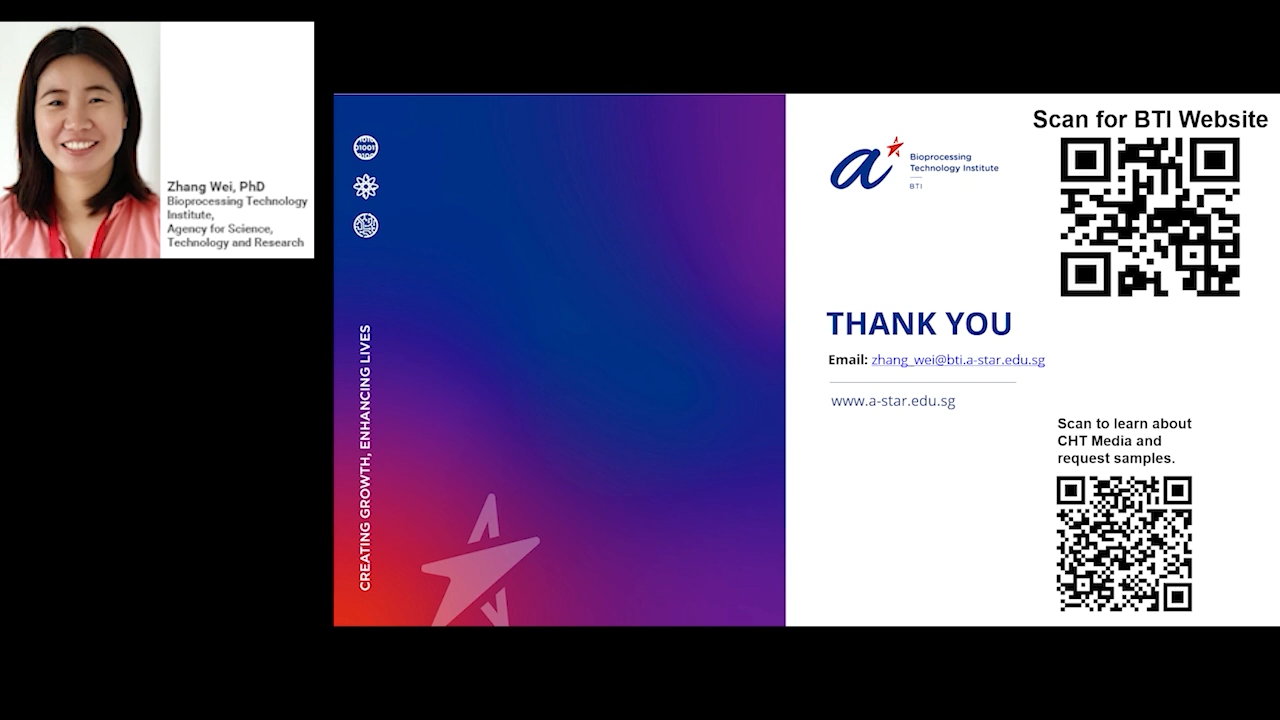 Zhang Wei, PhD
Bioprocessing Technology
Institute,
Agency for Science,
Technology and Research
CREATING GROWTH, ENHANCING LIVES
Bioprocessing
Technology Institute
BTI
Scan for BTI Website
THANK YOU
Email: zhang_wei@bti.a-star.edu.sg
www.a-star.edu.sg
Scan to learn about
CHT Media and
request samples.